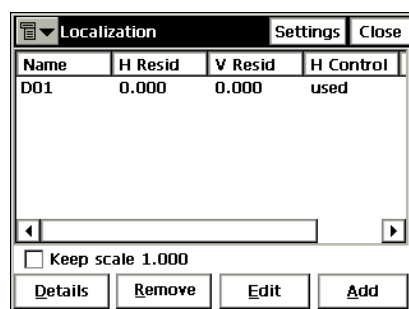 Localization Settings Close
Name H Resid V Resid H Control
D01 0.000 0.000 used
Keep scale 1.000
Details Remove Edit Add